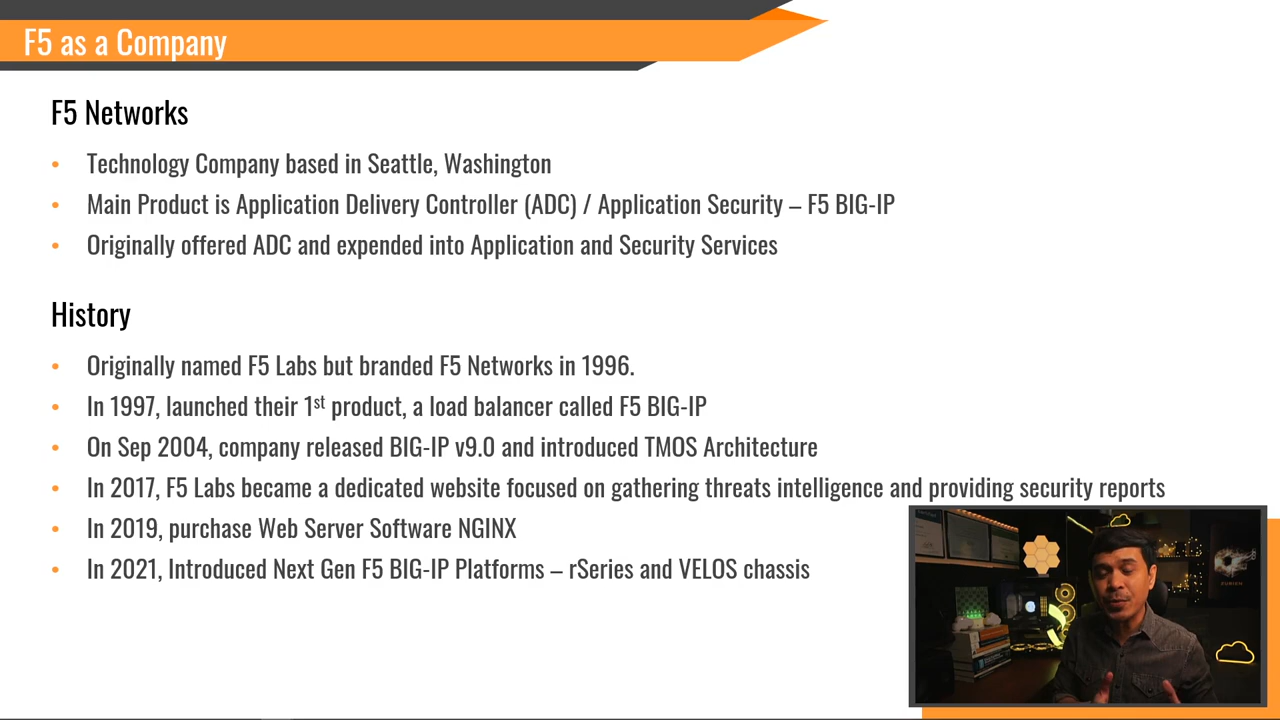 F5 as a Company
F5 Networks
• Technology Company based in Seattle, Washington
• Main Product is Application Delivery Controller (ADC) / Application Security – F5 BIG-IP
• Originally offered ADC and expended into Application and Security Services
History
• Originally named F5 Labs but branded F5 Networks in 1996.
• In 1997, launched their 1st product, a load balancer called F5 BIG-IP
• On Sep 2004, company released BIG-IP v9.0 and introduced TMOS Architecture
• In 2017, F5 Labs became a dedicated website focused on gathering threats intelligence and providing security reports
• In 2019, purchase Web Server Software NGINX
• In 2021, Introduced Next Gen F5 BIG-IP Platforms – rSeries and VELOS chassis